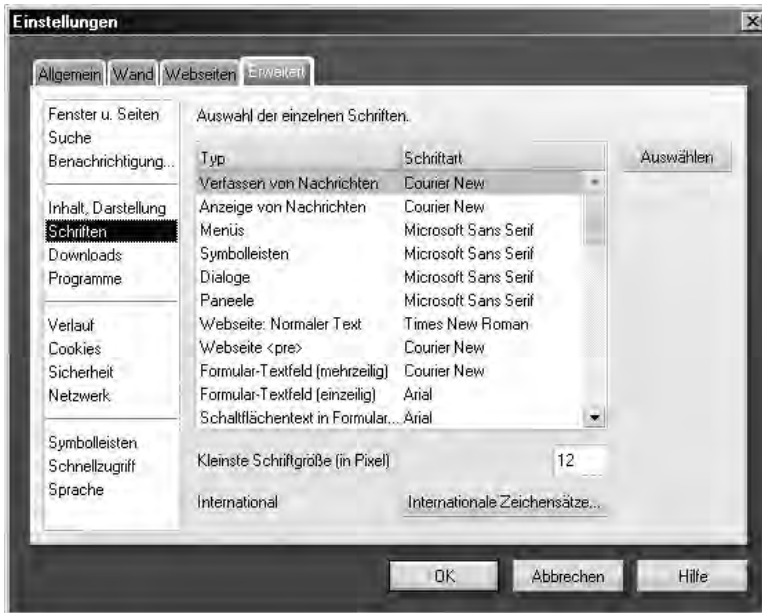 Einstellungen
Allgemein Wand Webseiten Erweitert
Fenster u. Seiten
Suche
Benachrichtigung...
Inhalt, Darstellung
Schriften
Downloads
Programme
Verlauf
Cookies
Sicherheit
Netzwerk
Symbolleisten
Schnellzugriff
Sprache
Auswahl der einzelnen Schriften.
Typ Schriftart
Verfassen von Nachrichten Courier New
Anzeige von Nachrichten Courier New
Menüs Microsoft Sans Serif
Symbolleisten Microsoft Sans Serif
Dialoge Microsoft Sans Serif
Paneele Microsoft Sans Serif
Webseite: Normaler Text Times New Roman
Webseite <pre> Courier New
Formular-Textfeld (mehrzeilig) Courier New
Formular-Textfeld (einzeilig) Arial
Schaltflächentext in Formular... Arial
Auswählen
Kleinste Schriftgröße (in Pixel) 12
International Internationale Zeichensätze...
OK Abbrechen Hilfe